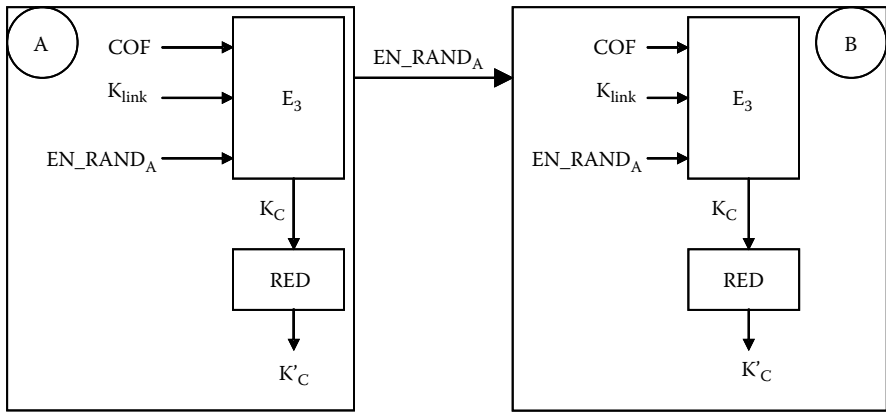 A
COF
K_link
EN_RAND_A
E_3
K_C
RED
K'_C
EN_RAND_A
B
COF
K_link
EN_RAND_A
E_3
K_C
RED
K'_C